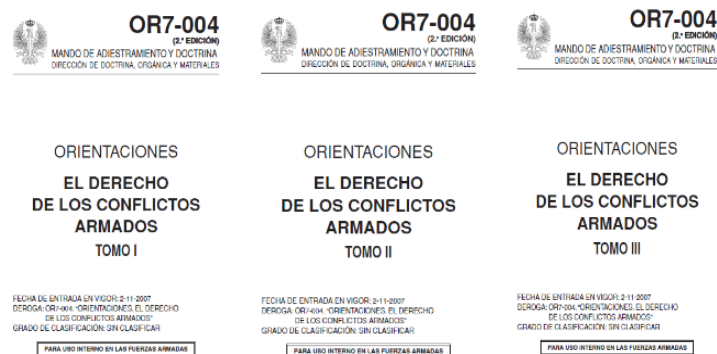 OR7-004
(2.ª EDICIÓN)
MANDO DE ADIESTRAMIENTO Y DOCTRINA
DIRECCIÓN DE DOCTRINA, ORGÁNICA Y MATERIALES
ORIENTACIONES
EL DERECHO
DE LOS CONFLICTOS
ARMADOS
TOMO I
FECHA DE ENTRADA EN VIGOR: 2-11-2007
DEROGA: OR7-004, "ORIENTACIONES. EL DERECHO
DE LOS CONFLICTOS ARMADOS"
GRADO DE CLASIFICACIÓN: SIN CLASIFICAR
PARA USO INTERNO EN LAS FUERZAS ARMADAS
OR7-004
(2.ª EDICIÓN)
MANDO DE ADIESTRAMIENTO Y DOCTRINA
DIRECCIÓN DE DOCTRINA, ORGÁNICA Y MATERIALES
ORIENTACIONES
EL DERECHO
DE LOS CONFLICTOS
ARMADOS
TOMO II
FECHA DE ENTRADA EN VIGOR: 2-11-2007
DEROGA: OR7-004, "ORIENTACIONES. EL DERECHO
DE LOS CONFLICTOS ARMADOS"
GRADO DE CLASIFICACIÓN: SIN CLASIFICAR
PARA USO INTERNO EN LAS FUERZAS ARMADAS
OR7-004
(2.ª EDICIÓN)
MANDO DE ADIESTRAMIENTO Y DOCTRINA
DIRECCIÓN DE DOCTRINA, ORGÁNICA Y MATERIALES
ORIENTACIONES
EL DERECHO
DE LOS CONFLICTOS
ARMADOS
TOMO III
FECHA DE ENTRADA EN VIGOR: 2-11-2007
DEROGA: OR7-004, "ORIENTACIONES. EL DERECHO
DE LOS CONFLICTOS ARMADOS"
GRADO DE CLASIFICACIÓN: SIN CLASIFICAR
PARA USO INTERNO EN LAS FUERZAS ARMADAS